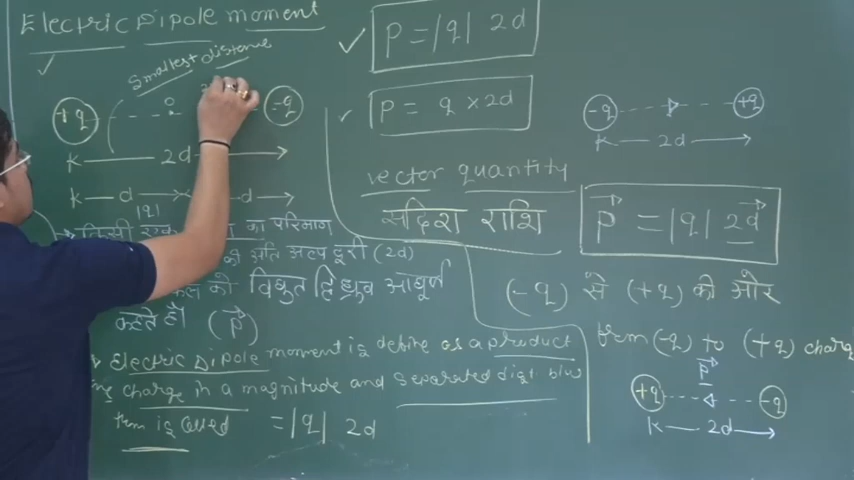 Electric Dipole moment
Smallest distance
+q
-q
2d
d
d
|q|
किसी एक का परिमाण
की अति अल्प दूरी (2d)
को विद्युत द्विध्रुव आघूर्ण
कहते हैं। (P)
Electric Dipole moment is define as a product
charge in a magnitude and separated dist. b/w
them is called = |q| 2d
P = |q| 2d
P = q × 2d
vector quantity
सदिश राशि
-q
+q
2d
P = |q| 2d
(-q) से (+q) की ओर
from (-q) to (+q) charge
P
+q
-q
2d